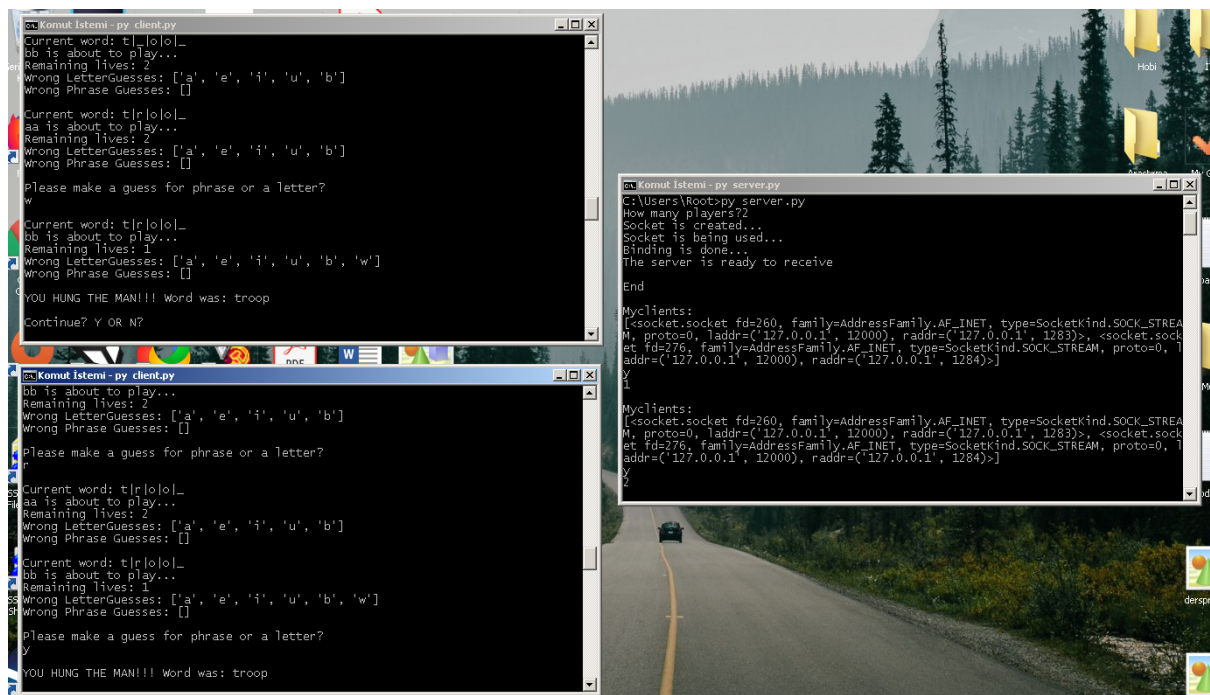 Komut İstemi - py client.py
Current word: t|_|o|o|_
bb is about to play...
Remaining lives: 2
Wrong LetterGuesses: ['a', 'e', 'i', 'u', 'b']
Wrong Phrase Guesses: []
Current word: t|r|o|o|_
aa is about to play...
Remaining lives: 2
Wrong LetterGuesses: ['a', 'e', 'i', 'u', 'b']
Wrong Phrase Guesses: []
Please make a guess for phrase or a letter?
w
Current word: t|r|o|o|_
bb is about to play...
Remaining lives: 1
Wrong LetterGuesses: ['a', 'e', 'i', 'u', 'b', 'w']
Wrong Phrase Guesses: []
YOU HUNG THE MAN!!! Word was: troop
Continue? Y OR N?
Komut İstemi - py client.py
bb is about to play...
Remaining lives: 2
Wrong LetterGuesses: ['a', 'e', 'i', 'u', 'b']
Wrong Phrase Guesses: []
Please make a guess for phrase or a letter?
r
Current word: t|r|o|o|_
aa is about to play...
Remaining lives: 2
Wrong LetterGuesses: ['a', 'e', 'i', 'u', 'b']
Wrong Phrase Guesses: []
Current word: t|r|o|o|_
bb is about to play...
Remaining lives: 1
Wrong LetterGuesses: ['a', 'e', 'i', 'u', 'b', 'w']
Wrong Phrase Guesses: []
Please make a guess for phrase or a letter?
y
YOU HUNG THE MAN!!! Word was: troop
Komut İstemi - py server.py
C:\Users\Root>py server.py
How many players?2
Socket is created...
Socket is being used...
Binding is done...
The server is ready to receive
End
Myclients:
[<socket.socket fd=260, family=AddressFamily.AF_INET, type=SocketKind.SOCK_STREA
M, proto=0, laddr=('127.0.0.1', 12000), raddr=('127.0.0.1', 1283)>, <socket.sock
et fd=276, family=AddressFamily.AF_INET, type=SocketKind.SOCK_STREAM, proto=0, l
addr=('127.0.0.1', 12000), raddr=('127.0.0.1', 1284)>]
y
1
Myclients:
[<socket.socket fd=260, family=AddressFamily.AF_INET, type=SocketKind.SOCK_STREA
M, proto=0, laddr=('127.0.0.1', 12000), raddr=('127.0.0.1', 1283)>, <socket.sock
et fd=276, family=AddressFamily.AF_INET, type=SocketKind.SOCK_STREAM, proto=0, l
addr=('127.0.0.1', 12000), raddr=('127.0.0.1', 1284)>]
y
2
Hobi
derspr